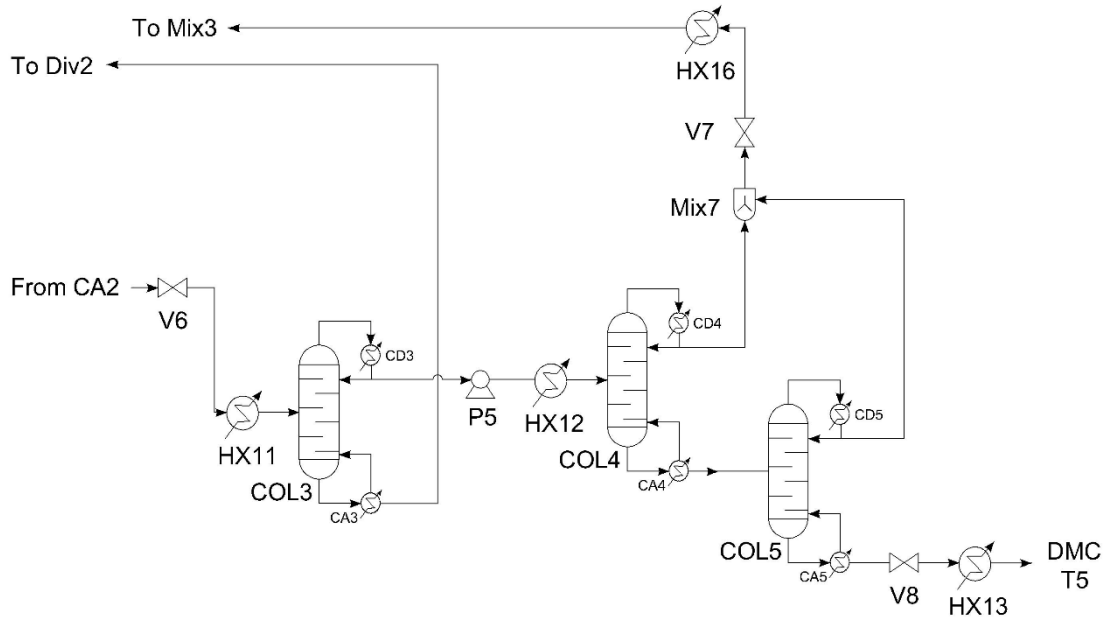 To Mix3
HX16
To Div2
V7
Mix7
From CA2
V6
CD4
CD3
HX11
P5
HX12
COL4
CD5
COL3
CA3
CA4
COL5
CA5
V8
HX13
DMC
T5